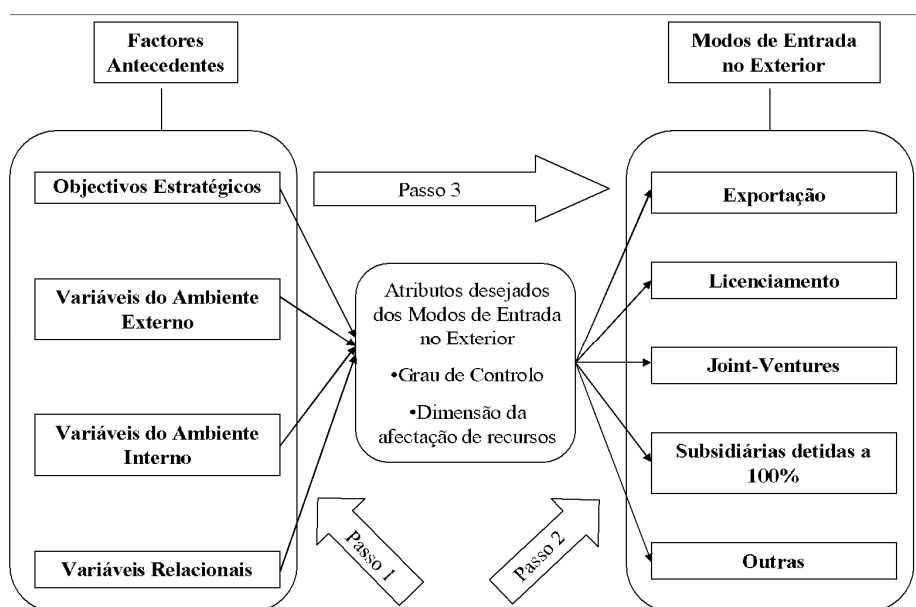 Factores
Antecedentes
Modos de Entrada
no Exterior
Objectivos Estratégicos
Variáveis do Ambiente
Externo
Variáveis do Ambiente
Interno
Variáveis Relacionais
Passo 3
Atributos desejados
dos Modos de Entrada
no Exterior
•Grau de Controlo
•Dimensão da
afectação de recursos
Passo 1
Passo 2
Exportação
Licenciamento
Joint-Ventures
Subsidiárias detidas a
100%
Outras